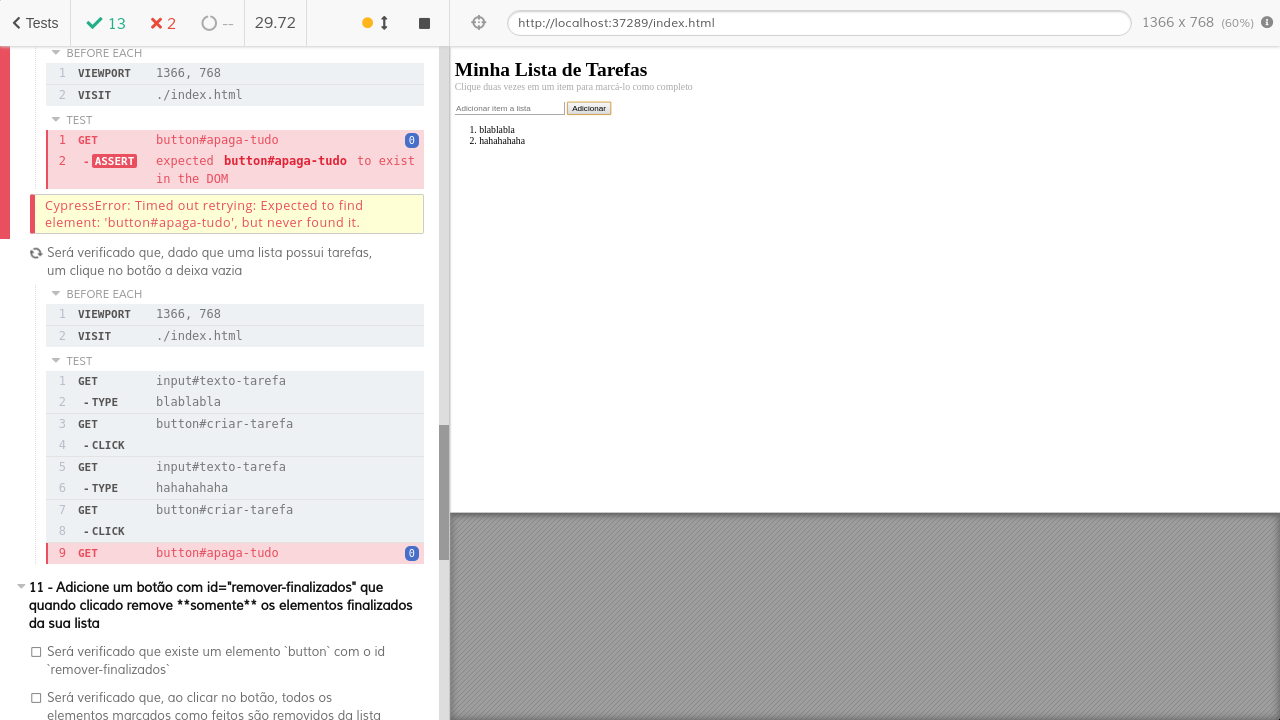 Tests
13
2
--
29.72
http://localhost:37289/index.html
1366 x 768 (60%)
BEFORE EACH
1 VIEWPORT 1366, 768
2 VISIT ./index.html
TEST
1 GET button#apaga-tudo 0
2 -ASSERT expected button#apaga-tudo to exist
in the DOM
CypressError: Timed out retrying: Expected to find
element: 'button#apaga-tudo', but never found it.
Será verificado que, dado que uma lista possui tarefas,
um clique no botão a deixa vazia
BEFORE EACH
1 VIEWPORT 1366, 768
2 VISIT ./index.html
TEST
1 GET input#texto-tarefa
2 -TYPE blablabla
3 GET button#criar-tarefa
4 -CLICK
5 GET input#texto-tarefa
6 -TYPE hahahahaha
7 GET button#criar-tarefa
8 -CLICK
9 GET button#apaga-tudo 0
11 - Adicione um botão com id="remover-finalizados" que
quando clicado remove **somente** os elementos finalizados
da sua lista
Será verificado que existe um elemento `button` com o id
`remover-finalizados`
Será verificado que, ao clicar no botão, todos os
elementos marcados como feitos são removidos da lista
Minha Lista de Tarefas
Clique duas vezes em um item para marcá-lo como completo
Adicionar item a lista Adicionar
1. blablabla
2. hahahahaha